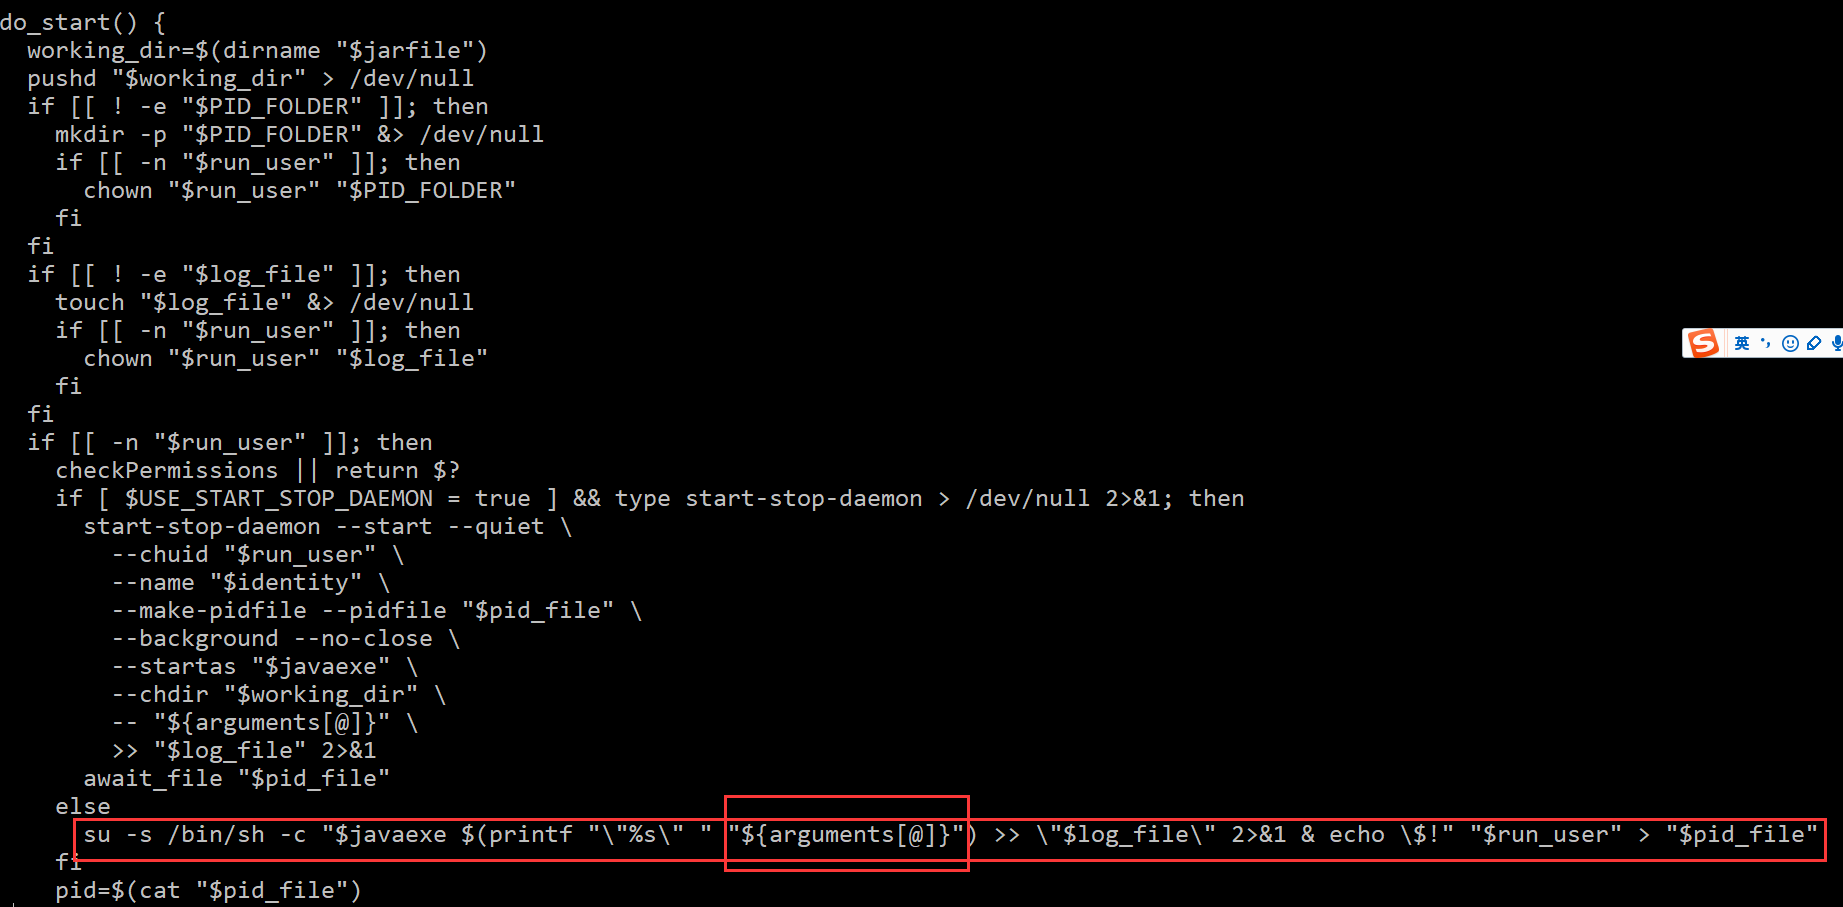 do_start() {
  working_dir=$(dirname "$jarfile")
  pushd "$working_dir" > /dev/null
  if [[ ! -e "$PID_FOLDER" ]]; then
    mkdir -p "$PID_FOLDER" &> /dev/null
    if [[ -n "$run_user" ]]; then
      chown "$run_user" "$PID_FOLDER"
    fi
  fi
  if [[ ! -e "$log_file" ]]; then
    touch "$log_file" &> /dev/null
    if [[ -n "$run_user" ]]; then
      chown "$run_user" "$log_file"
    fi
  fi
  if [[ -n "$run_user" ]]; then
    checkPermissions || return $?
    if [ $USE_START_STOP_DAEMON = true ] && type start-stop-daemon > /dev/null 2>&1; then
      start-stop-daemon --start --quiet \
        --chuid "$run_user" \
        --name "$identity" \
        --make-pidfile --pidfile "$pid_file" \
        --background --no-close \
        --startas "$javaexe" \
        --chdir "$working_dir" \
        -- "${arguments[@]}" \
        >> "$log_file" 2>&1
      await_file "$pid_file"
    else
      su -s /bin/sh -c "$javaexe $(printf "\"%s\" " "${arguments[@]}") >> \"$log_file\" 2>&1 & echo \$!" "$run_user" > "$pid_file"
    fi
    pid=$(cat "$pid_file")
S 英